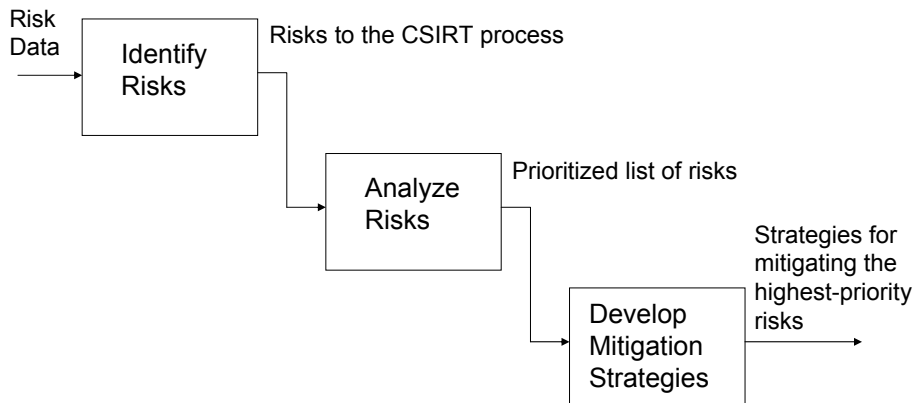 Risk
Data
Identify
Risks
Risks to the CSIRT process
Analyze
Risks
Prioritized list of risks
Develop
Mitigation
Strategies
Strategies for
mitigating the
highest-priority
risks